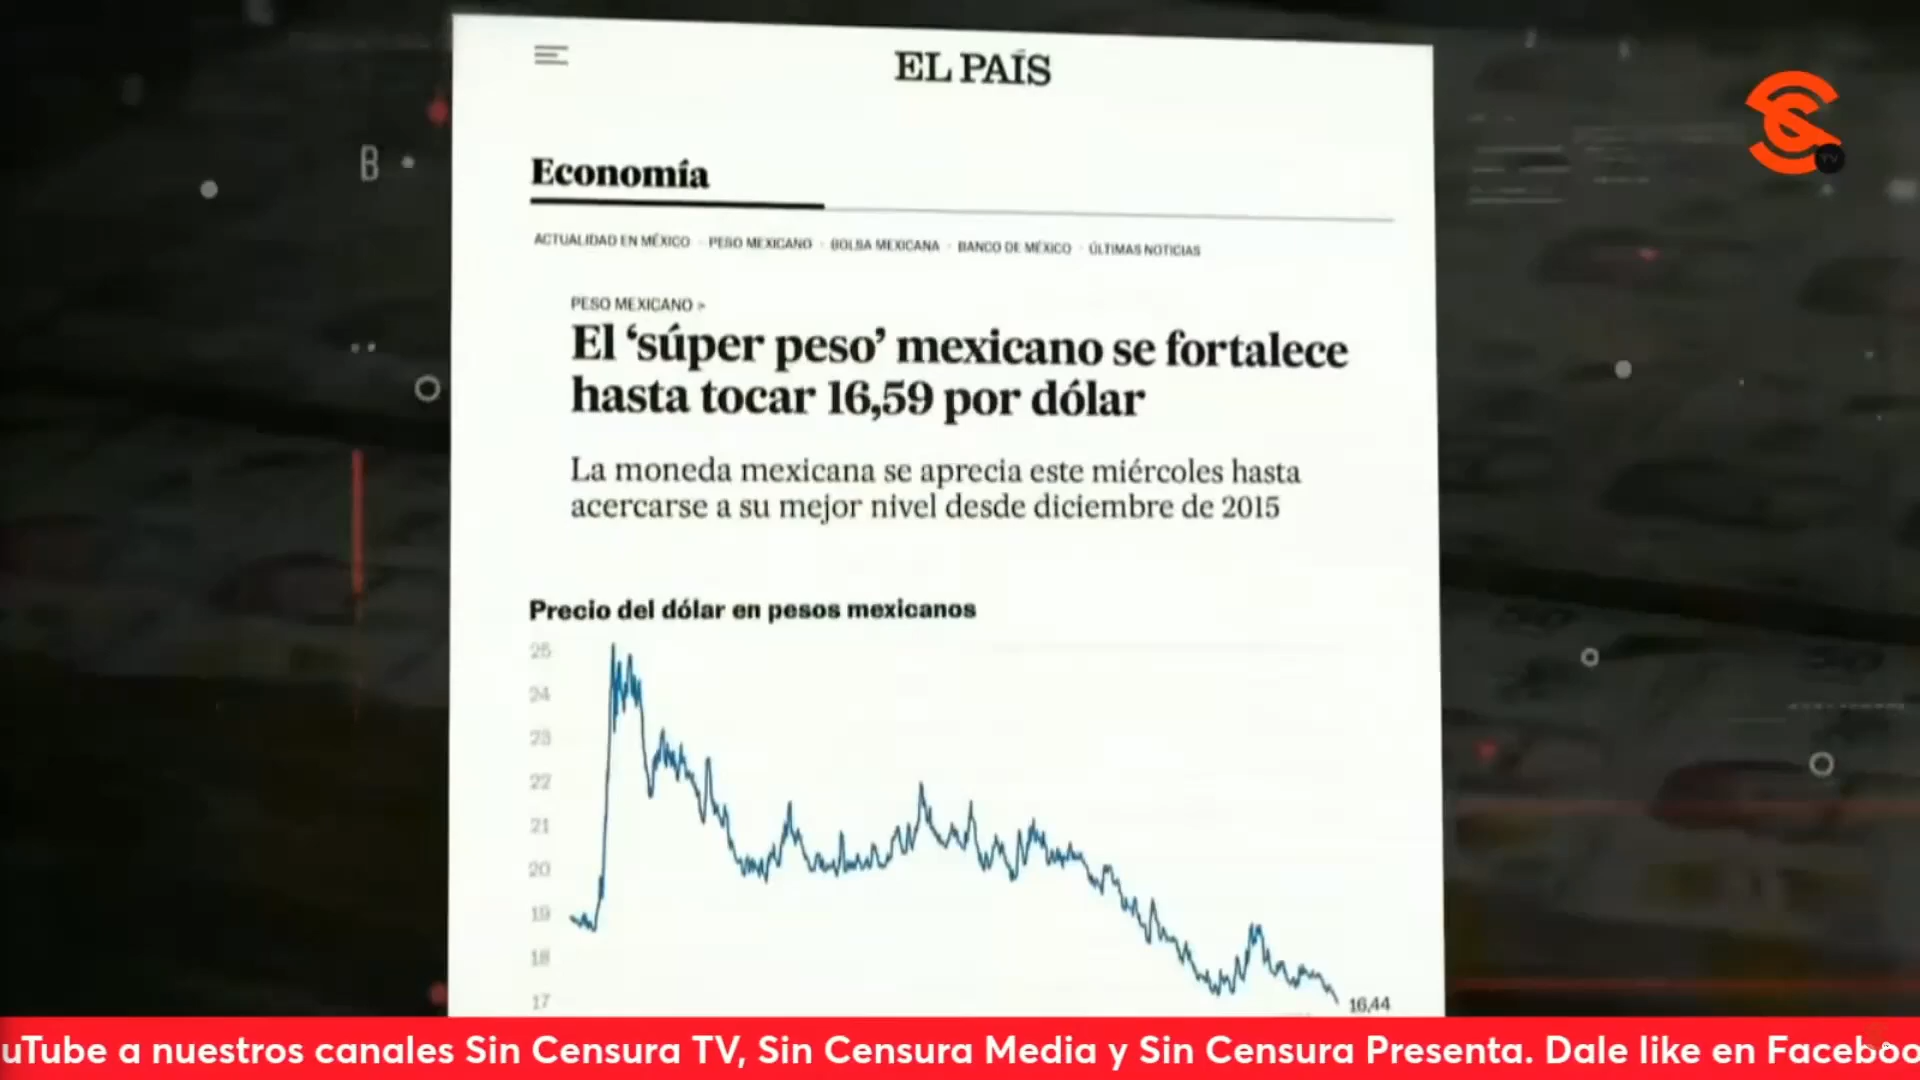 EL PAÍS
Economía
ACTUALIDAD EN MÉXICO · PESO MEXICANO · BOLSA MEXICANA · BANCO DE MÉXICO · ÚLTIMAS NOTICIAS
PESO MEXICANO >
El ‘súper peso’ mexicano se fortalece
hasta tocar 16,59 por dólar
La moneda mexicana se aprecia este miércoles hasta
acercarse a su mejor nivel desde diciembre de 2015
Precio del dólar en pesos mexicanos
25
24
23
22
21
20
19
18
17
16,44
TV
B
uTube a nuestros canales Sin Censura TV, Sin Censura Media y Sin Censura Presenta. Dale like en Faceboo